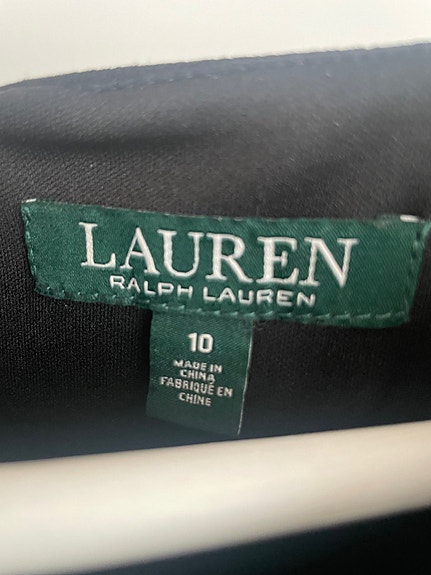 LAUREN
RALPH LAUREN
10
MADE IN
CHINA
FABRIQUÉ EN
CHINE